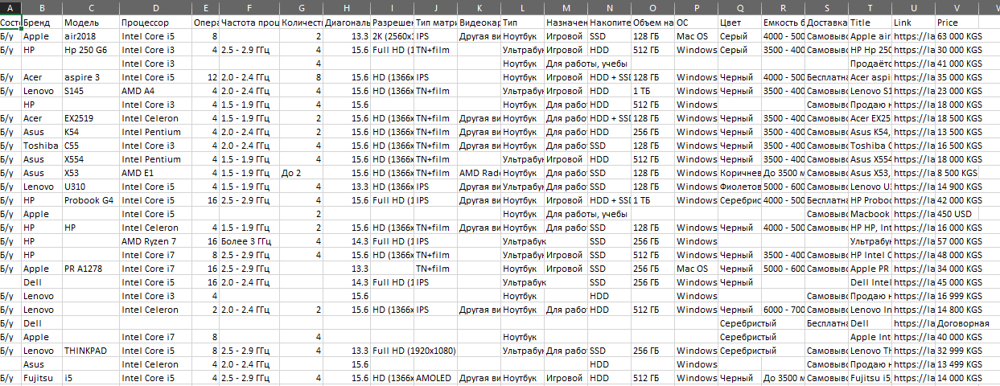 A B C D E F G H I J K L M N O P Q R S T U V W
Сост Бренд Модель Процессор Опера Частота проц Количест Диагональ Разрешен Тип матри Видеокар Тип Назначен Накопите Объем на ОС Цвет Емкость б Доставка Title Link Price
Б/у Apple air2018 Intel Core i5 8 2 13.3 2K (2560x1 IPS Другая ви Ноутбук Игровой SSD 128 ГБ Mac OS Серый 4000 - 500 Самовыво Apple air https://la 63 000 KGS
Б/у HP Hp 250 G6 Intel Core i3 4 2.5 - 2.9 ГГц 4 15.6 Full HD (1 TN+film Ультрабук Игровой HDD 512 ГБ Windows Серый 3500 - 400 Самовыво HP Hp 250 https://la 30 000 KGS
Intel Core i3 4 Ноутбук Для работы, учебы Продаётс https://la 41 000 KGS
Б/у Acer aspire 3 Intel Core i5 12 2.0 - 2.4 ГГц 8 15.6 HD (1366x IPS Ноутбук Игровой HDD + SSD 128 ГБ Windows Черный 4000 - 500 Бесплатна Acer aspi https://la 35 000 KGS
Б/у Lenovo S145 AMD A4 4 2.0 - 2.4 ГГц 4 15.6 HD (1366x TN+film Ультрабук Игровой HDD 1 ТБ Windows Черный 3500 - 400 Самовыво Lenovo S1 https://la 23 000 KGS
HP Intel Core i3 4 1.5 - 1.9 ГГц 4 15.6 Ноутбук Для рабо HDD 512 ГБ Windows Самовыво Продаю н https://la 18 000 KGS
Б/у Acer EX2519 Intel Celeron 4 1.5 - 1.9 ГГц 2 15.6 HD (1366x TN+film Другая ви Ноутбук Для рабо HDD + SSD 128 ГБ Windows Черный 3500 - 400 Самовыво Acer EX25 https://la 18 500 KGS
Б/у Asus K54 Intel Pentium 4 2.0 - 2.4 ГГц 2 15.6 HD (1366x TN+film Другая ви Ноутбук Для рабо HDD 256 ГБ Windows Черный 3500 - 400 Самовыво Asus K54, https://la 13 500 KGS
Б/у Toshiba C55 Intel Core i3 4 2.0 - 2.4 ГГц 4 15.6 HD (1366x TN+film Другая ви Ноутбук Для рабо SSD 128 ГБ Windows Черный 3500 - 400 Самовыво Toshiba C https://la 16 500 KGS
Б/у Asus X554 Intel Pentium 4 1.5 - 1.9 ГГц 4 15.6 HD (1366x TN+film Ультрабук Игровой HDD 512 ГБ Windows Черный 3500 - 400 Самовыво Asus X554 https://la 18 000 KGS
Б/у Asus X53 AMD E1 4 1.5 - 1.9 ГГц До 2 15.6 HD (1366x TN+film AMD Rade Ноутбук Для рабо SSD 128 ГБ Windows Коричнев До 3500 м Самовыво Asus X53, https://la 8 500 KGS
Б/у Lenovo U310 Intel Core i5 4 1.5 - 1.9 ГГц 4 13.3 HD (1366x IPS Другая ви Ультрабук Для рабо SSD 128 ГБ Windows Фиолетов 5000 - 600 Самовыво Lenovo U https://la 14 900 KGS
Б/у HP Probook G4 Intel Core i5 16 2.5 - 2.9 ГГц 4 15.6 Full HD (1 IPS Другая ви Ноутбук Игровой HDD + SSD 1 ТБ Windows Серебрис 4000 - 500 Бесплатна HP Probo https://la 42 000 KGS
Б/у Apple Intel Core i5 2 Ноутбук Для работы, учебы Самовыво Macbook https://la 450 USD
Б/у HP HP Intel Celeron 4 1.5 - 1.9 ГГц 2 15.6 HD (1366x TN+film Другая ви Ноутбук Для рабо SSD 128 ГБ Windows Черный 4000 - 500 Самовыво HP HP, Int https://la 16 000 KGS
Б/у HP AMD Ryzen 7 16 Более 3 ГГц 4 14.3 Full HD (1 IPS Ультрабук SSD 256 ГБ Windows Ультрабу https://la 57 000 KGS
Б/у HP Intel Core i7 8 2.5 - 2.9 ГГц 4 15.6 HD (1366x TN+film Ультрабук SSD 512 ГБ Windows Черный 3500 - 400 Самовыво HP Intel C https://la 48 000 KGS
Б/у Apple PR A1278 Intel Core i7 16 2.5 - 2.9 ГГц 13.3 TN+film Ноутбук Игровой SSD 256 ГБ Mac OS Черный 5000 - 600 Самовыво Apple PR https://la 34 000 KGS
Dell Intel Core i5 16 2.0 - 2.4 ГГц 14.3 Full HD (1 IPS Ультрабук SSD 256 ГБ Windows Черный Dell Intel https://la 45 000 KGS
Б/у Lenovo Intel Core i3 4 15.6 Ноутбук HDD Windows Самовыво Продаю н https://la 16 999 KGS
Б/у Lenovo Intel Celeron 2 2.0 - 2.4 ГГц 2 15.6 HD (1366x IPS Другая ви Ноутбук Для рабо HDD 512 ГБ Windows Черный 6000 - 700 Самовыво Lenovo In https://la 14 800 KGS
Б/у Dell Серебристый Бесплатна Dell https://la Договорная
Б/у Apple Intel Core i7 8 4 Ноутбук Серебристый Apple Int https://la 40 000 KGS
Б/у Lenovo THINKPAD Intel Core i5 8 2.5 - 2.9 ГГц 4 13.3 Full HD (1920x1080) Ультрабук Для рабо SSD 256 ГБ Windows Серебристый Самовыво Lenovo TH https://la 32 999 KGS
Asus Intel Celeron 4 2.0 - 2.4 ГГц 15.6 HDD Windows Самовыво Продаю н https://la 13 499 KGS
Б/у Fujitsu i5 Intel Core i5 4 2.5 - 2.9 ГГц 4 15.6 HD (1366x AMOLED Другая ви Ноутбук Игровой HDD 512 ГБ Windows Черный До 3500 м Самовыво Fujitsu i5 https://la 14 000 KGS